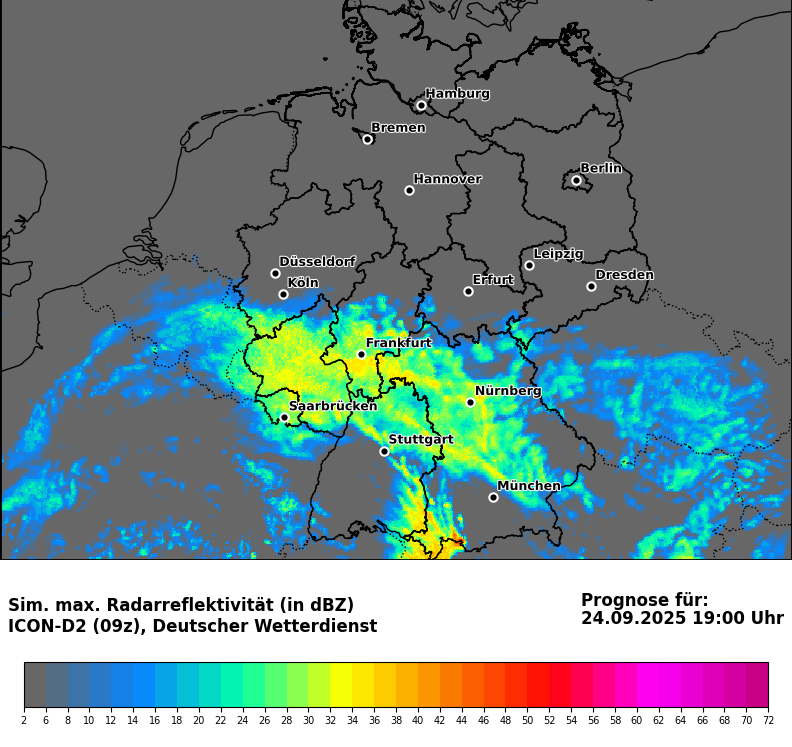 Hamburg
Bremen
Berlin
Hannover
Leipzig
Düsseldorf
Dresden
Köln
Erfurt
Frankfurt
Nürnberg
Saarbrücken
Stuttgart
München
Sim. max. Radarreflektivität (in dBZ)
ICON-D2 (09z), Deutscher Wetterdienst
Prognose für:
24.09.2025 19:00 Uhr
2 6 8 10 12 14 16 18 20 22 24 26 28 30 32 34 36 38 40 42 44 46 48 50 52 54 56 58 60 62 64 66 68 70 72